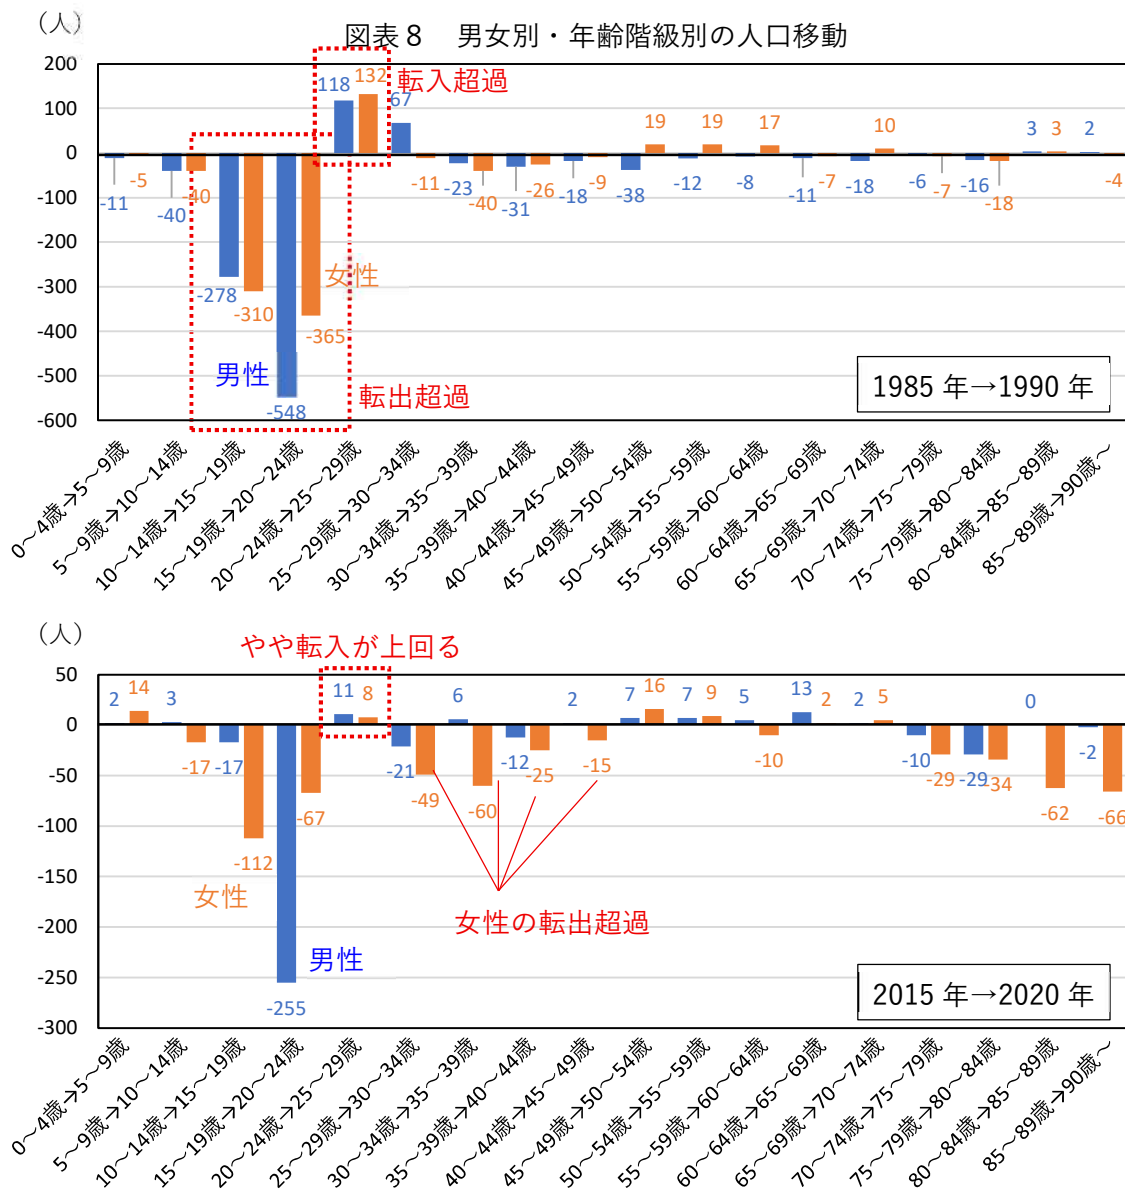 図表８　男女別・年齢階級別の人口移動
（人）
200
100
0
-100
-200
-300
-400
-500
-600
転入超過
118 132 67 19 19 17 10 3 3 2
-11 -5 -40 -40 -11 -23 -40 -31 -26 -18 -9 -38 -12 -8 -11 -7 -18 -6 -7 -16 -18 -4
-278 -310 -548 -365
女性
男性
転出超過
1985 年→1990 年
0～4歳→5～9歳
5～9歳→10～14歳
10～14歳→15～19歳
15～19歳→20～24歳
20～24歳→25～29歳
25～29歳→30～34歳
30～34歳→35～39歳
35～39歳→40～44歳
40～44歳→45～49歳
45～49歳→50～54歳
50～54歳→55～59歳
55～59歳→60～64歳
60～64歳→65～69歳
65～69歳→70～74歳
70～74歳→75～79歳
75～79歳→80～84歳
80～84歳→85～89歳
85～89歳→90歳～
（人）
やや転入が上回る
50
0
-50
-100
-150
-200
-250
-300
2 14 3 11 8 6 2 7 16 7 9 5 13 2 2 5 0
-17 -17 -21 -49 -60 -12 -25 -15 -10 -10 -29 -29 -34 -62 -2 -66
-112 -255 -67
女性
男性
女性の転出超過
2015 年→2020 年
0～4歳→5～9歳
5～9歳→10～14歳
10～14歳→15～19歳
15～19歳→20～24歳
20～24歳→25～29歳
25～29歳→30～34歳
30～34歳→35～39歳
35～39歳→40～44歳
40～44歳→45～49歳
45～49歳→50～54歳
50～54歳→55～59歳
55～59歳→60～64歳
60～64歳→65～69歳
65～69歳→70～74歳
70～74歳→75～79歳
75～79歳→80～84歳
80～84歳→85～89歳
85～89歳→90歳～